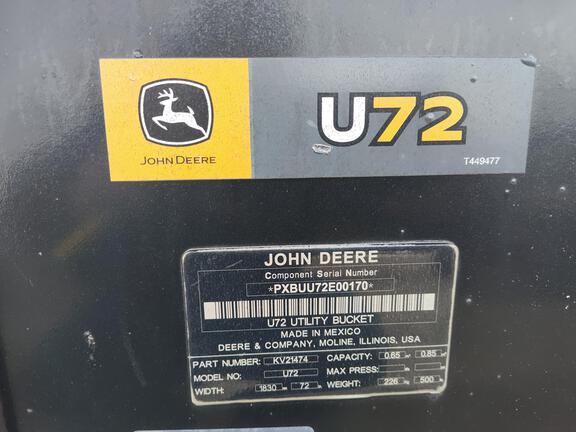 JOHN DEERE
U72
T449477
JOHN DEERE
Component Serial Number
*PXBUU72E00170*
U72 UTILITY BUCKET
MADE IN MEXICO
DEERE & COMPANY, MOLINE, ILLINOIS, USA
PART NUMBER: KV21474 CAPACITY: 0.65 0.85
MODEL NO: U72 MAX PRESS:
WIDTH: 1830 72 WEIGHT: 226 500